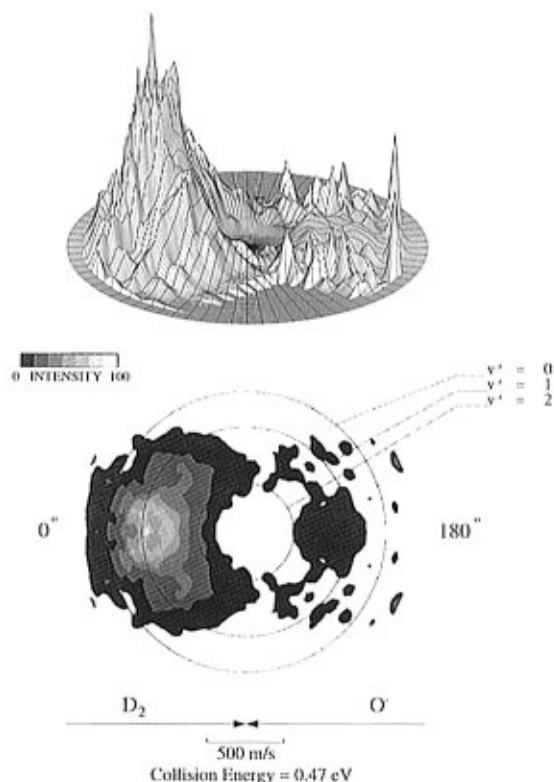 0 INTENSITY 100
v' = 0
v' = 1
v' = 2
0°
180°
D₂
O⁻
500 m/s
Collision Energy = 0.47 eV